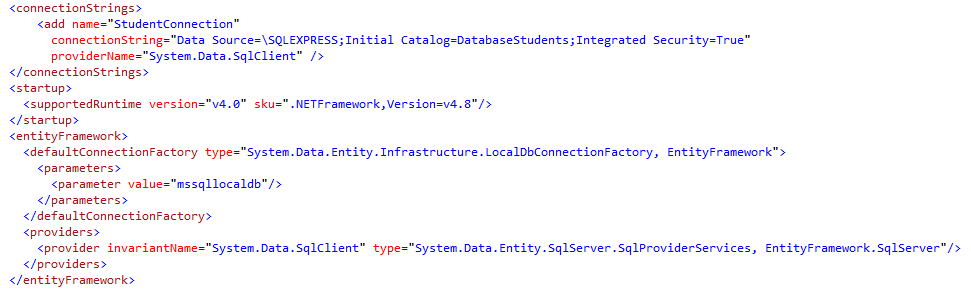 <connectionStrings>
    <add name="StudentConnection"
      connectionString="Data Source=\SQLEXPRESS;Initial Catalog=DatabaseStudents;Integrated Security=True"
      providerName="System.Data.SqlClient" />
</connectionStrings>
<startup>
  <supportedRuntime version="v4.0" sku=".NETFramework,Version=v4.8"/>
</startup>
<entityFramework>
  <defaultConnectionFactory type="System.Data.Entity.Infrastructure.LocalDbConnectionFactory, EntityFramework">
    <parameters>
      <parameter value="mssqllocaldb"/>
    </parameters>
  </defaultConnectionFactory>
  <providers>
    <provider invariantName="System.Data.SqlClient" type="System.Data.Entity.SqlServer.SqlProviderServices, EntityFramework.SqlServer"/>
  </providers>
</entityFramework>